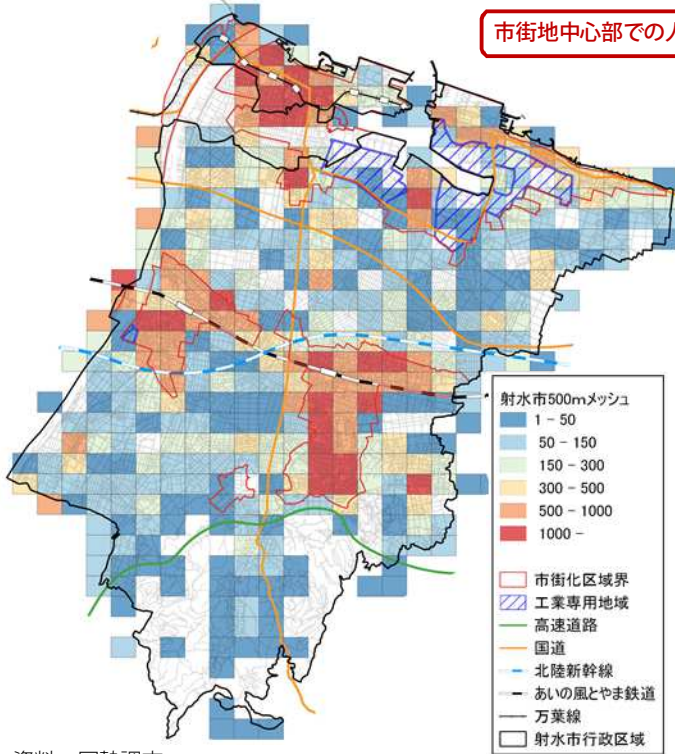 市街地中心部での人
射水市500mメッシュ
1 - 50
50 - 150
150 - 300
300 - 500
500 - 1000
1000 -
市街化区域界
工業専用地域
高速道路
国道
北陸新幹線
あいの風とやま鉄道
万葉線
射水市行政区域